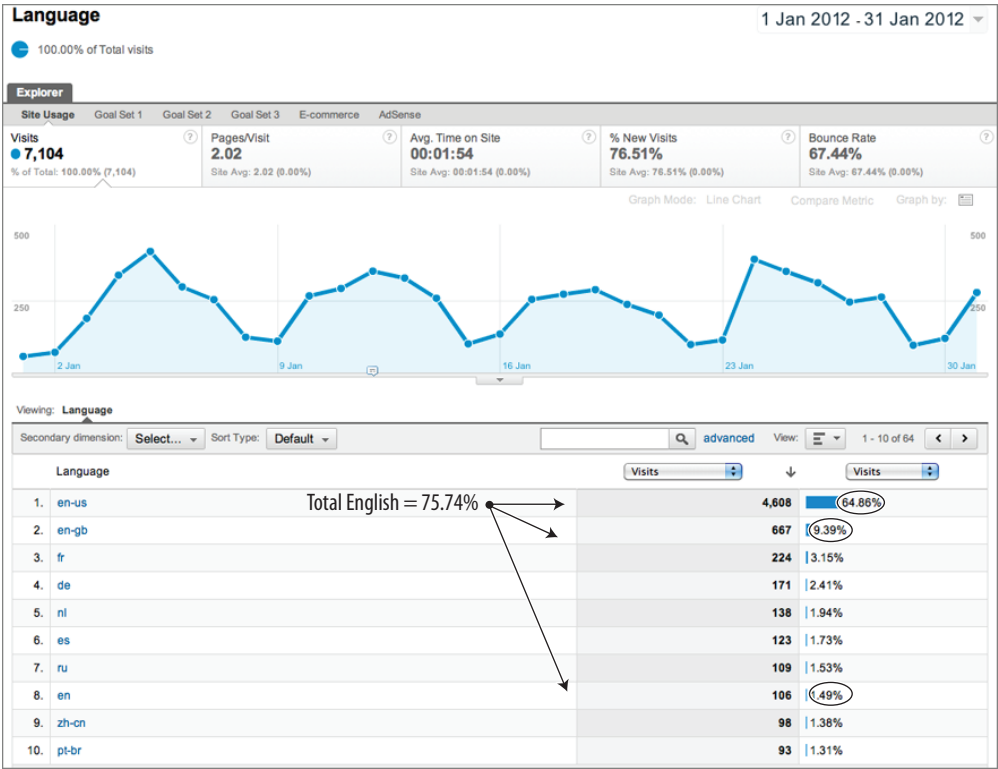 Language
1 Jan 2012 - 31 Jan 2012
100.00% of Total visits
Explorer
Site Usage Goal Set 1 Goal Set 2 Goal Set 3 E-commerce AdSense
Visits ? Pages/Visit ? Avg. Time on Site ? % New Visits ? Bounce Rate ?
7,104 2.02 00:01:54 76.51% 67.44%
% of Total: 100.00% (7,104) Site Avg: 2.02 (0.00%) Site Avg: 00:01:54 (0.00%) Site Avg: 76.51% (0.00%) Site Avg: 67.44% (0.00%)
Graph Mode: Line Chart Compare Metric Graph by:
500 500
250 250
2 Jan 9 Jan 16 Jan 23 Jan 30 Jan
Viewing: Language
Secondary dimension: Select... Sort Type: Default advanced View: 1 - 10 of 64
Language Visits Visits
Total English = 75.74%
1. en-us 4,608 64.86%
2. en-gb 667 9.39%
3. fr 224 3.15%
4. de 171 2.41%
5. nl 138 1.94%
6. es 123 1.73%
7. ru 109 1.53%
8. en 106 1.49%
9. zh-cn 98 1.38%
10. pt-br 93 1.31%